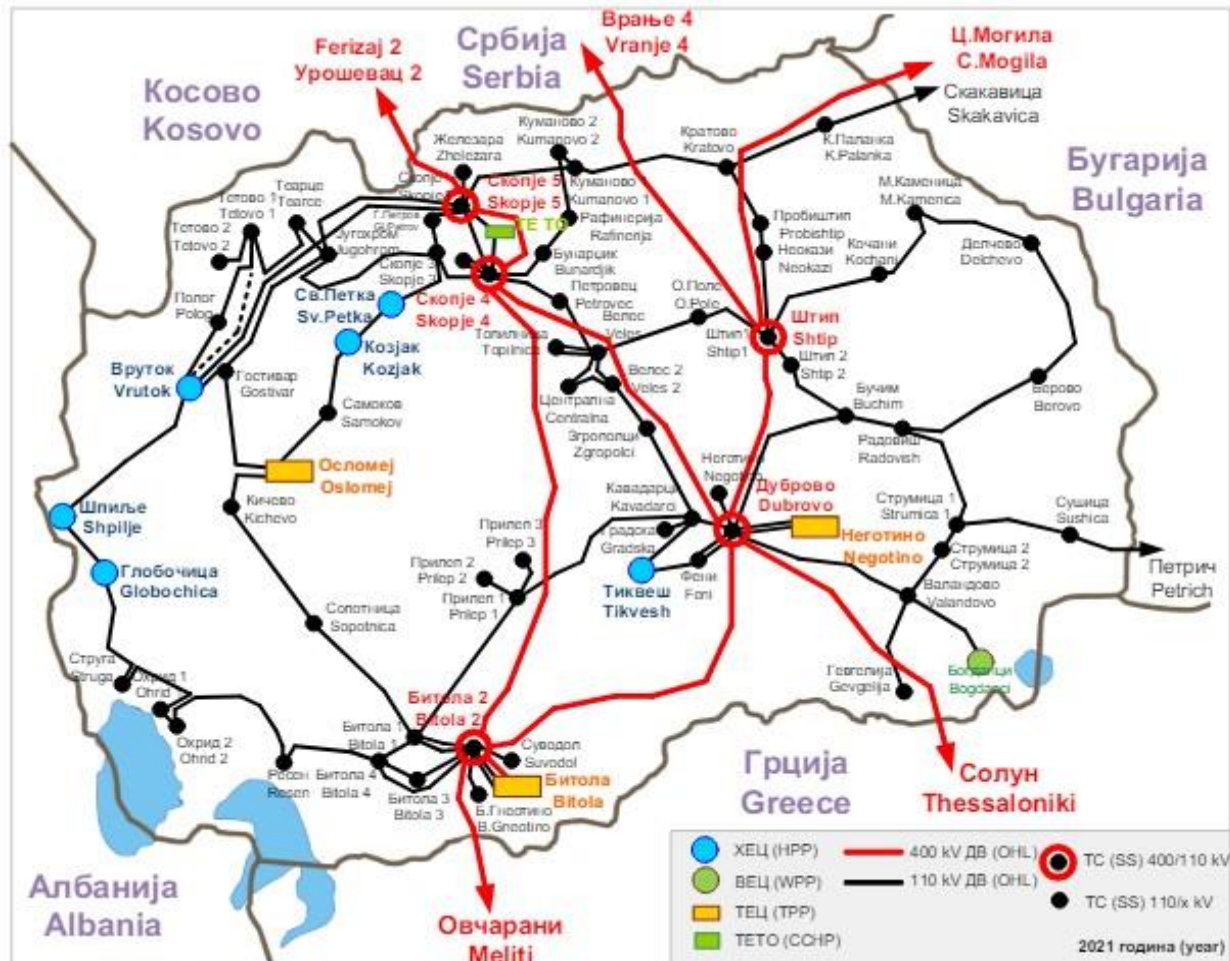 Ferizaj 2
Урошевац 2
Србија
Serbia
Врање 4
Vranje 4
Ц.Могила
C.Mogila
Скакавица
Skakavica
Косово
Kosovo
Бугарија
Bulgaria
Железара
Zhelezara
Куманово 2
Kumanovo 2
Кратово
Kratovo
К.Паланка
K.Palanka
Скопје 5
Skopje 5
Куманово
Kumanovo 1
Рафинерија
Rafinerija
М.Каменица
M.Kamenica
Пробиштип
Probishtip
Неокази
Neokazi
Кочани
Kochani
Делчево
Delchevo
Теарце
Tearce
Тетово 1
Tetovo 1
Тетово 2
Tetovo 2
Југохром
Jugohrom
ТЕ ТО
Бунарџик
Bunardjik
Скопје 3
Skopje 3
Петровец
Petrovec
Полог
Polog
Св.Петка
Sv.Petka
Скопје 4
Skopje 4
О.Поле
O.Pole
Велес
Veles
Штип
Shtip
Штип1
Shtip1
Топилница
Topilnica
Козјак
Kozjak
Вруток
Vrutok
Гостивар
Gostivar
Велес 2
Veles 2
Штип 2
Shtip 2
Централна
Centralna
Бучим
Buchim
Берово
Berovo
Самоков
Samokov
Згрополци
Zgropolci
Радовиш
Radovish
Осломеј
Oslomej
Неготино
Negotino
Дуброво
Dubrovo
Кичево
Kichevo
Шпиље
Shpilje
Кавадарци
Kavadarci
Градска
Gradska
Неготино
Negotino
Струмица 1
Strumica 1
Сушица
Sushica
Струмица 2
Струмица 2
Прилеп 3
Prilep 3
Прилеп 2
Prilep 2
Прилеп 1
Prilep 1
Глобочица
Globochica
Тиквеш
Tikvesh
Фени
Feni
Валандово
Valandovo
Петрич
Petrich
Сопотница
Sopotnica
Струга
Struga
Охрид 1
Ohrid
Богданци
Bogdanci
Гевгелија
Gevgelija
Охрид 2
Ohrid 2
Битола 2
Bitola 2
Битола 1
Bitola 1
Суводол
Suvodol
Ресен
Resen
Битола 4
Bitola 4
Битола 3
Bitola 3
Битола
Bitola
Б.Гнеотино
B.Gneotino
Грција
Greece
Солун
Thessaloniki
Албанија
Albania
Овчарани
Meliti
ХЕЦ (HPP)
400 kV ДВ (OHL)
ТС (SS) 400/110 kV
ВЕЦ (WPP)
110 kV ДВ (OHL)
ТЕЦ (TPP)
ТС (SS) 110/x kV
ТЕТО (CCHP)
2021 година (year)